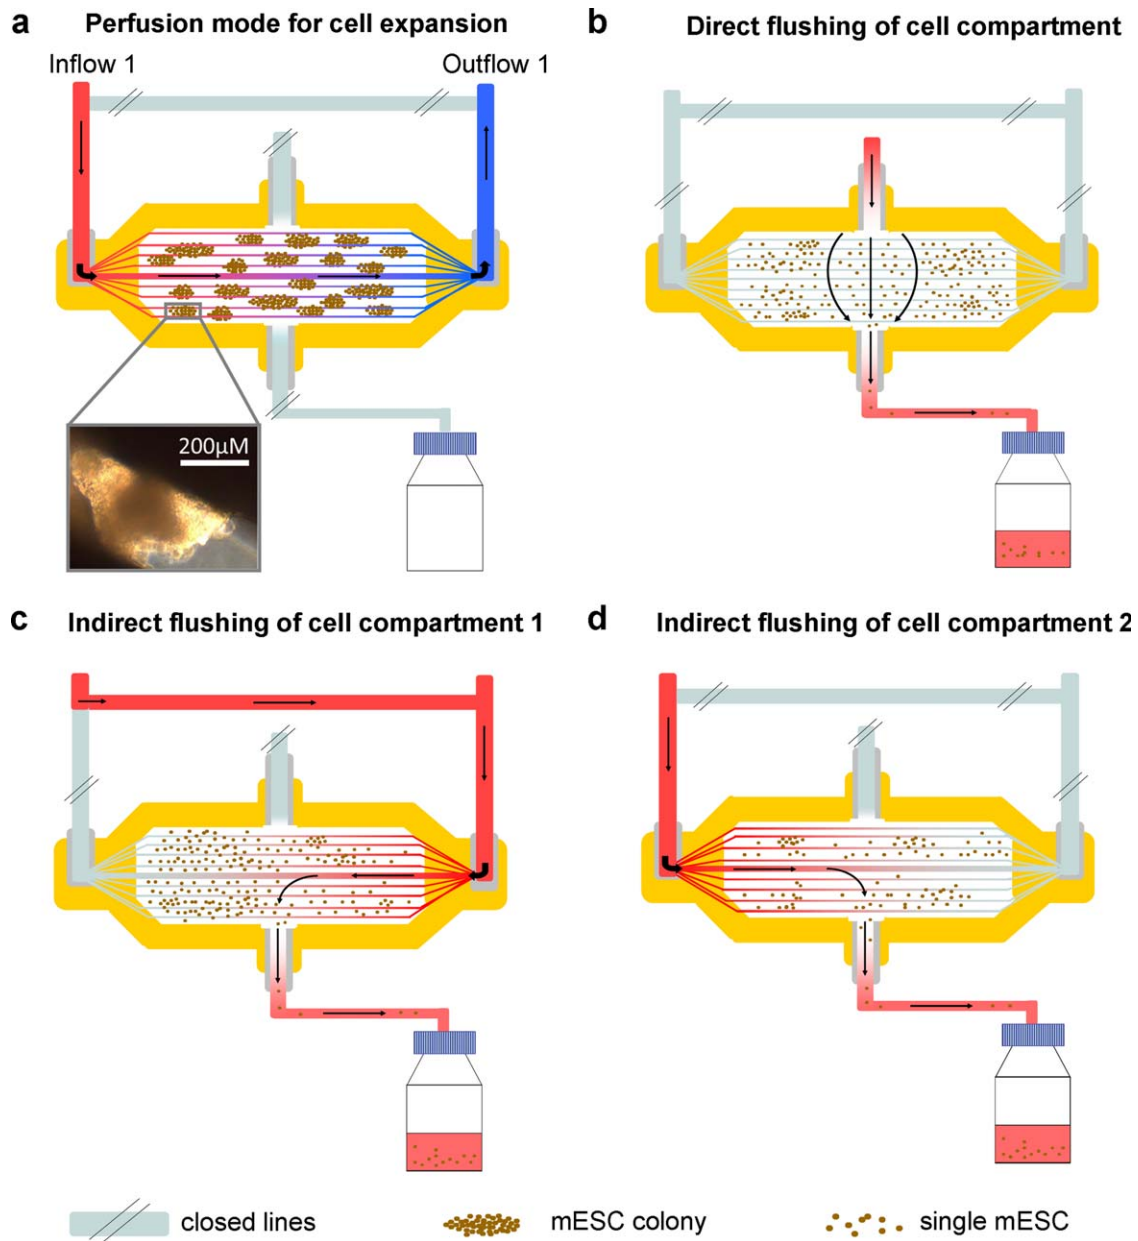 a Perfusion mode for cell expansion
Inflow 1
Outflow 1
200µM
b Direct flushing of cell compartment
c Indirect flushing of cell compartment 1
d Indirect flushing of cell compartment 2
closed lines
mESC colony
single mESC